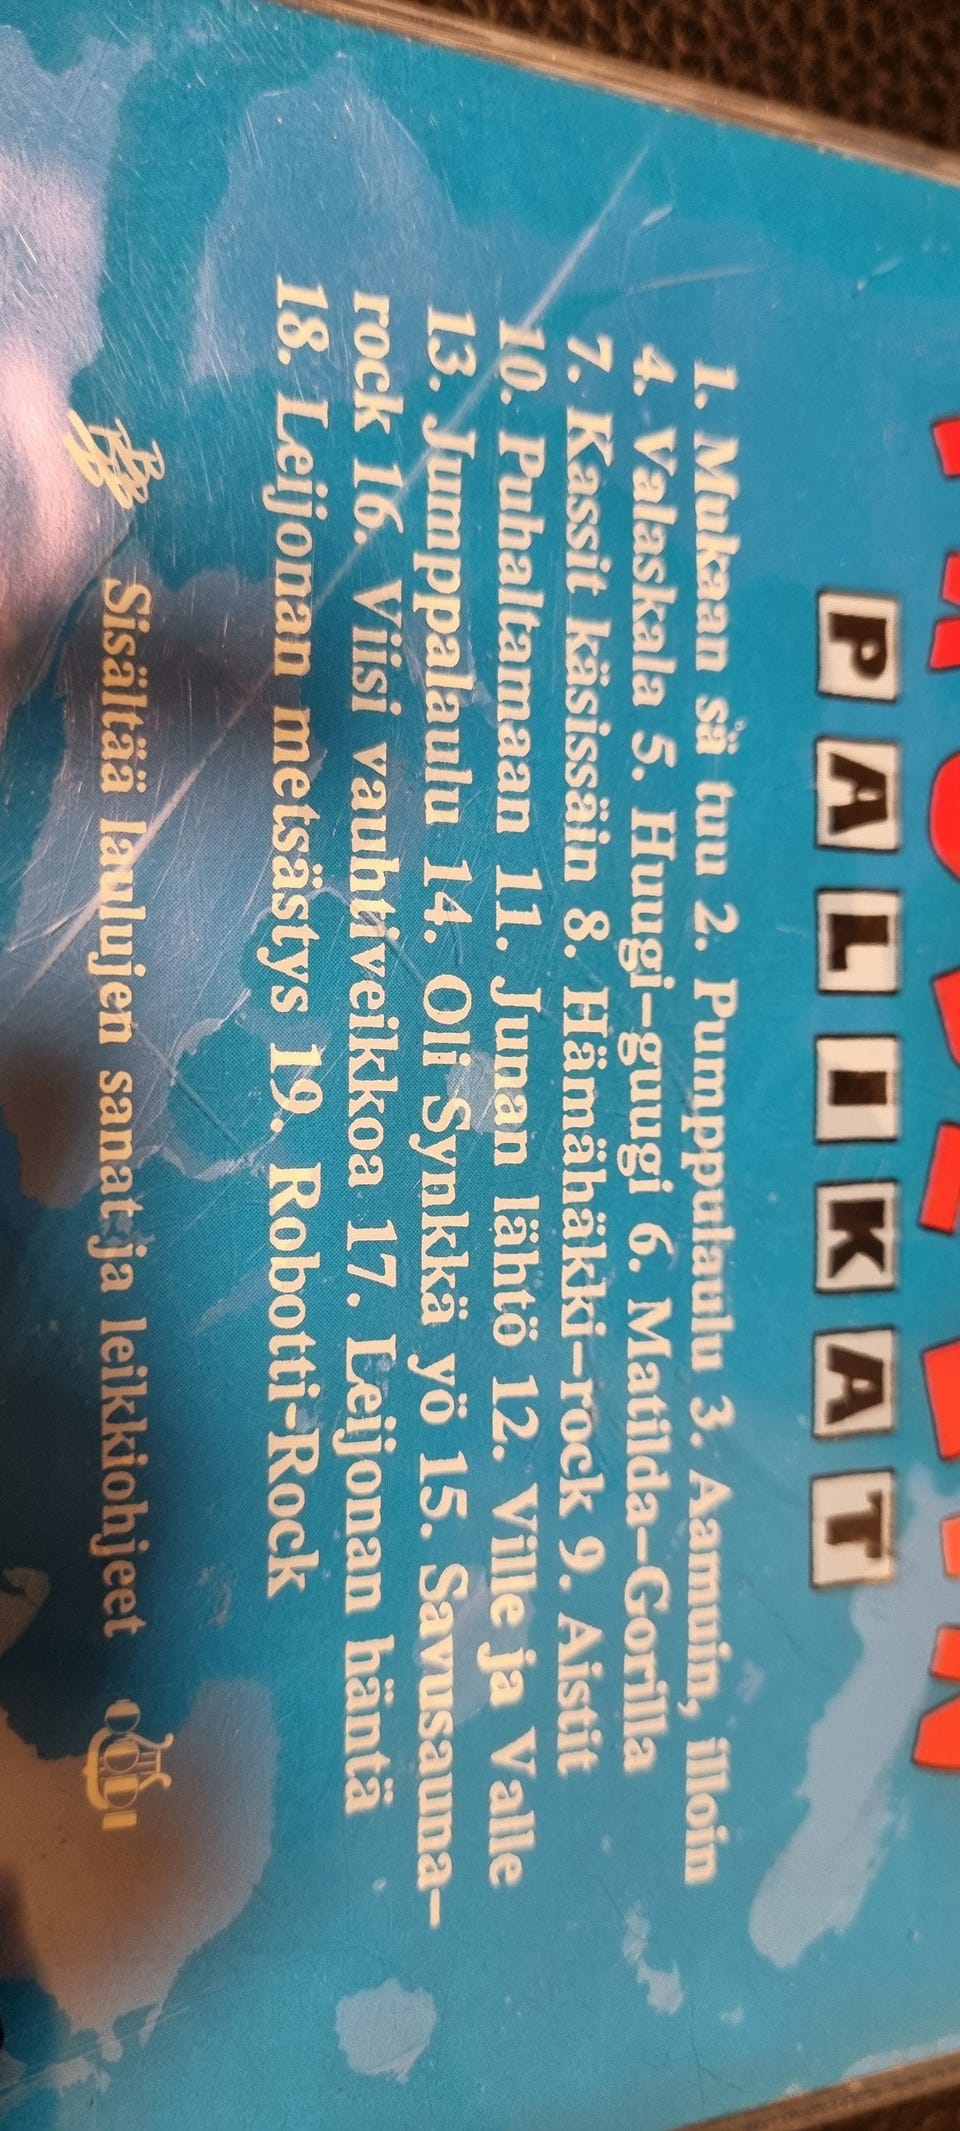 PALIKAT
1. Mukaan sä tuu 2. Pumppulaulu 3. Aamuin, illoin
4. Valaskala 5. Huugi-guugi 6. Matilda-Gorilla
7. Kassit käsissäin 8. Hämähäkki-rock 9. Aistit
10. Puhaltamaan 11. Junan lähtö 12. Ville ja Valle
13. Jumppalaulu 14. Oli Synkkä yö 15. Savusauna-
rock 16. Viisi vauhtiveikkoa 17. Leijonan häntä
18. Leijonan metsästys 19. Robotti-Rock
Sisältää laulujen sanat ja leikkiohjeet